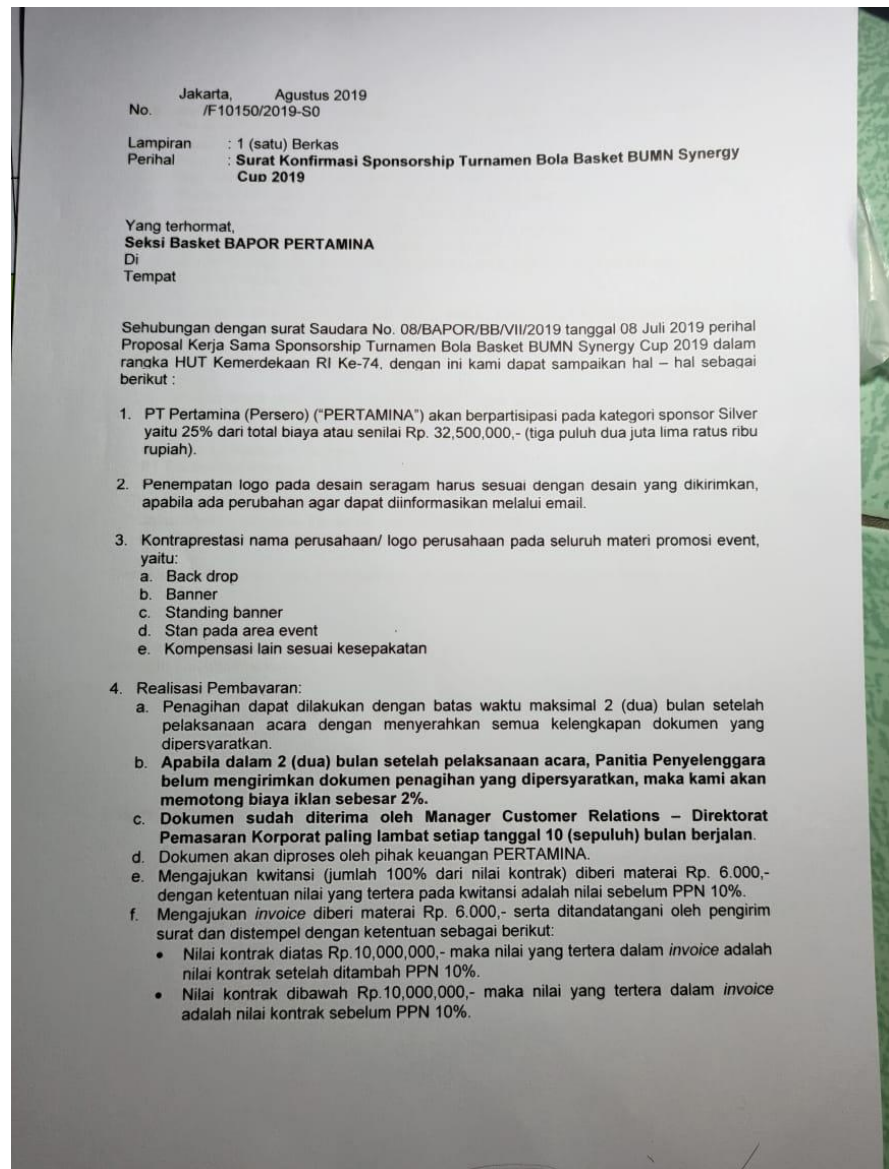 Jakarta, Agustus 2019
No. /F10150/2019-S0
Lampiran : 1 (satu) Berkas
Perihal : Surat Konfirmasi Sponsorship Turnamen Bola Basket BUMN Synergy
Cup 2019
Yang terhormat,
Seksi Basket BAPOR PERTAMINA
Di
Tempat
Sehubungan dengan surat Saudara No. 08/BAPOR/BB/VII/2019 tanggal 08 Juli 2019 perihal
Proposal Kerja Sama Sponsorship Turnamen Bola Basket BUMN Synergy Cup 2019 dalam
rangka HUT Kemerdekaan RI Ke-74, dengan ini kami dapat sampaikan hal – hal sebagai
berikut :
1. PT Pertamina (Persero) ("PERTAMINA") akan berpartisipasi pada kategori sponsor Silver
yaitu 25% dari total biaya atau senilai Rp. 32,500,000,- (tiga puluh dua juta lima ratus ribu
rupiah).
2. Penempatan logo pada desain seragam harus sesuai dengan desain yang dikirimkan,
apabila ada perubahan agar dapat diinformasikan melalui email.
3. Kontraprestasi nama perusahaan/ logo perusahaan pada seluruh materi promosi event,
yaitu:
a. Back drop
b. Banner
c. Standing banner
d. Stan pada area event
e. Kompensasi lain sesuai kesepakatan
4. Realisasi Pembayaran:
a. Penagihan dapat dilakukan dengan batas waktu maksimal 2 (dua) bulan setelah
pelaksanaan acara dengan menyerahkan semua kelengkapan dokumen yang
dipersyaratkan.
b. Apabila dalam 2 (dua) bulan setelah pelaksanaan acara, Panitia Penyelenggara
belum mengirimkan dokumen penagihan yang dipersyaratkan, maka kami akan
memotong biaya iklan sebesar 2%.
c. Dokumen sudah diterima oleh Manager Customer Relations – Direktorat
Pemasaran Korporat paling lambat setiap tanggal 10 (sepuluh) bulan berjalan.
d. Dokumen akan diproses oleh pihak keuangan PERTAMINA.
e. Mengajukan kwitansi (jumlah 100% dari nilai kontrak) diberi materai Rp. 6.000,-
dengan ketentuan nilai yang tertera pada kwitansi adalah nilai sebelum PPN 10%.
f. Mengajukan invoice diberi materai Rp. 6.000,- serta ditandatangani oleh pengirim
surat dan distempel dengan ketentuan sebagai berikut:
• Nilai kontrak diatas Rp.10,000,000,- maka nilai yang tertera dalam invoice adalah
nilai kontrak setelah ditambah PPN 10%.
• Nilai kontrak dibawah Rp.10,000,000,- maka nilai yang tertera dalam invoice
adalah nilai kontrak sebelum PPN 10%.